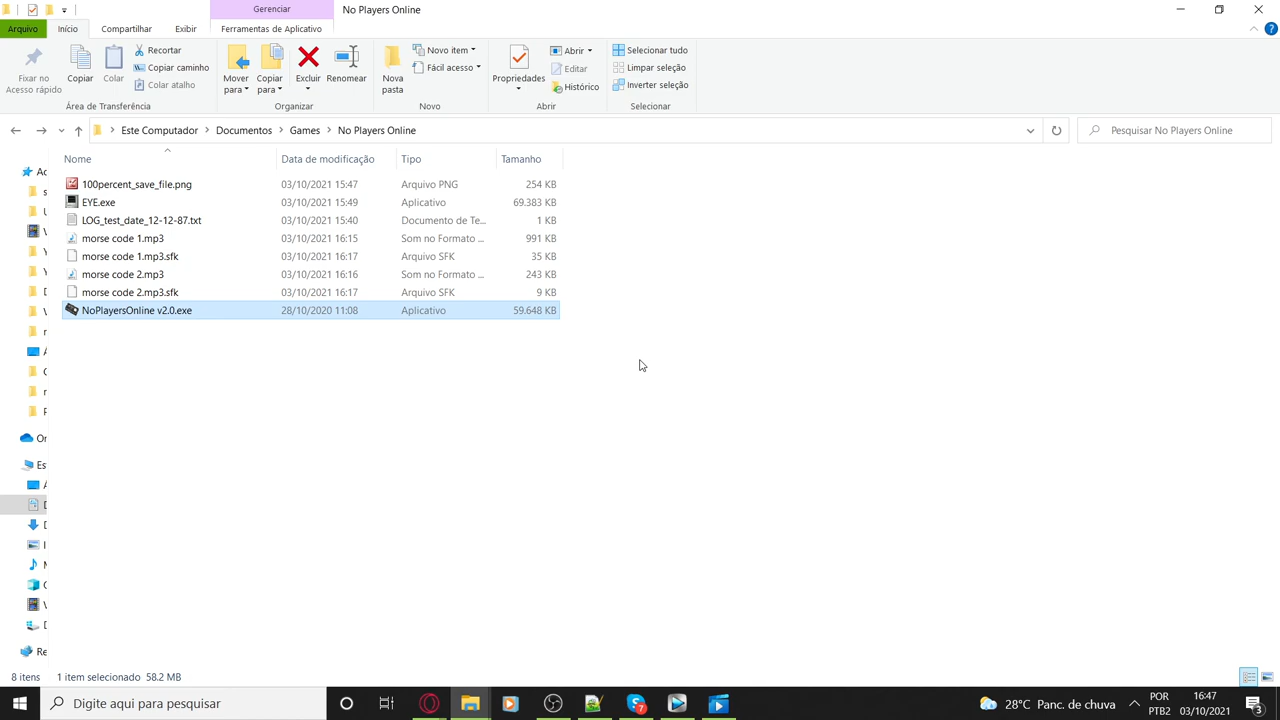 Gerenciar
No Players Online
Arquivo
Início
Compartilhar
Exibir
Ferramentas de Aplicativo
Fixar no
Acesso rápido
Copiar
Colar
Recortar
Copiar caminho
Colar atalho
Área de Transferência
Mover
para
Copiar
para
Excluir
Renomear
Organizar
Nova
pasta
Novo item
Fácil acesso
Novo
Propriedades
Abrir
Editar
Histórico
Abrir
Selecionar tudo
Limpar seleção
Inverter seleção
Selecionar
Este Computador
Documentos
Games
No Players Online
Pesquisar No Players Online
Nome
Data de modificação
Tipo
Tamanho
100percent_save_file.png 03/10/2021 15:47 Arquivo PNG 254 KB
EYE.exe 03/10/2021 15:49 Aplicativo 69.383 KB
LOG_test_date_12-12-87.txt 03/10/2021 15:40 Documento de Te... 1 KB
morse code 1.mp3 03/10/2021 16:15 Som no Formato ... 991 KB
morse code 1.mp3.sfk 03/10/2021 16:17 Arquivo SFK 35 KB
morse code 2.mp3 03/10/2021 16:16 Som no Formato ... 243 KB
morse code 2.mp3.sfk 03/10/2021 16:17 Arquivo SFK 9 KB
NoPlayersOnline v2.0.exe 28/10/2020 11:08 Aplicativo 59.648 KB
8 itens
1 item selecionado 58.2 MB
Digite aqui para pesquisar
7
28°C Panc. de chuva
POR
PTB2
16:47
03/10/2021
3